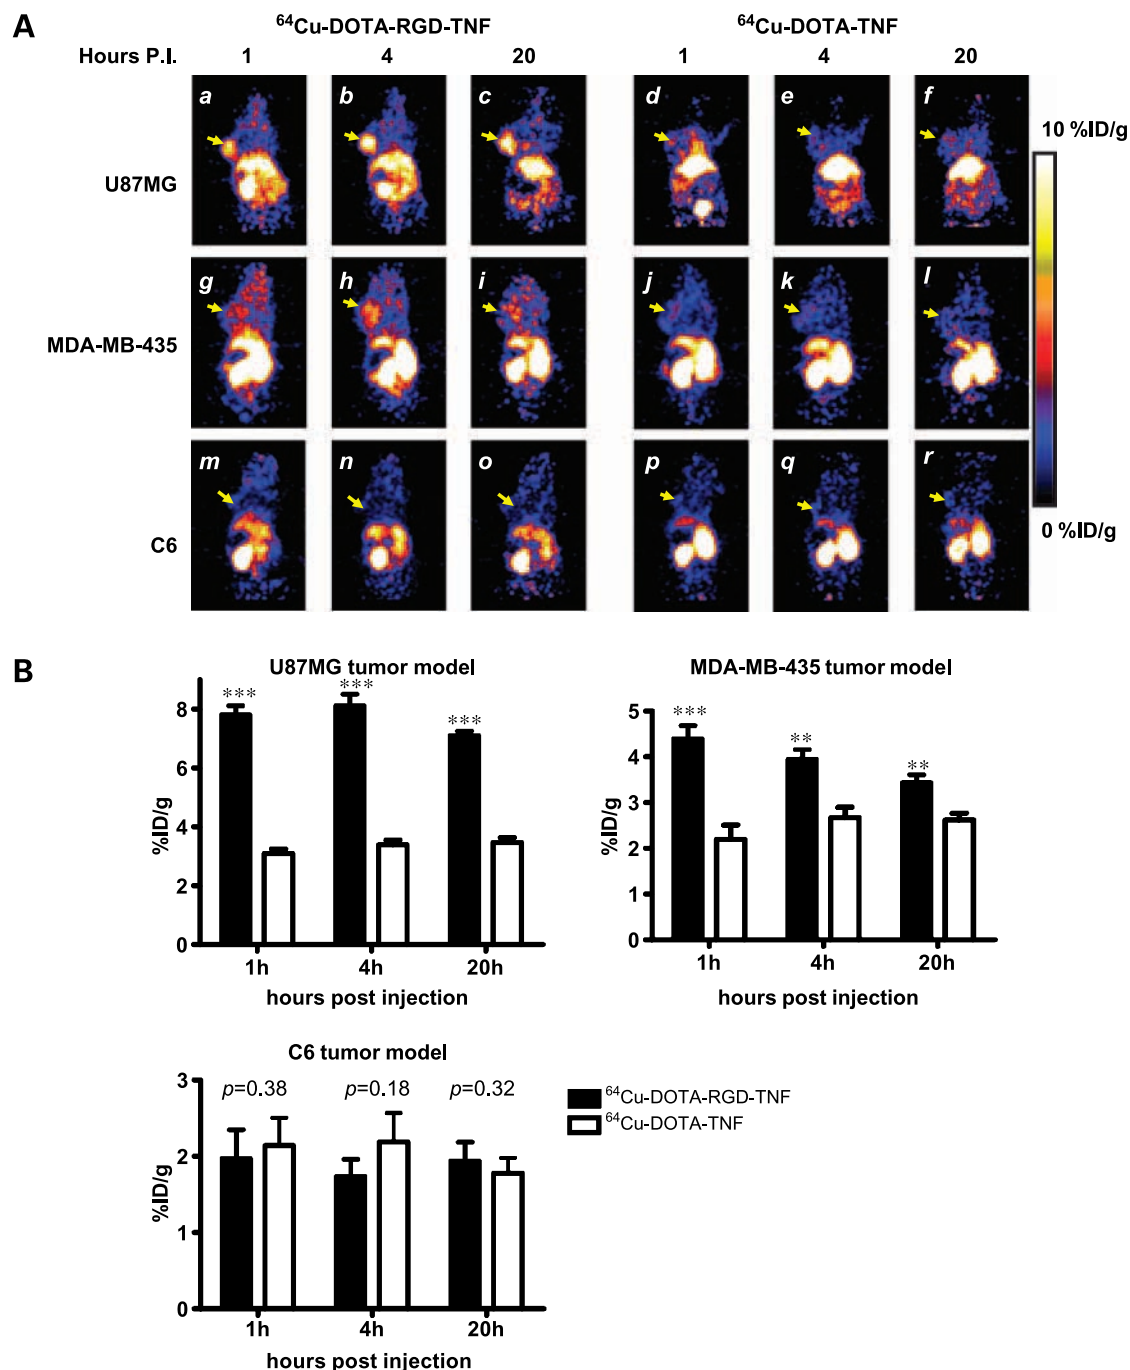 A
64Cu-DOTA-RGD-TNF 64Cu-DOTA-TNF
Hours P.I. 1 4 20 1 4 20
a b c d e f
10 %ID/g
U87MG
g h i j k l
MDA-MB-435
m n o p q r
0 %ID/g
C6
B
U87MG tumor model
*** *** ***
8
6
4
2
0
%ID/g
1h 4h 20h
hours post injection
MDA-MB-435 tumor model
*** ** **
5
4
3
2
1
0
%ID/g
1h 4h 20h
hours post injection
C6 tumor model
p=0.38 p=0.18 p=0.32
3
2
1
0
%ID/g
1h 4h 20h
hours post injection
64Cu-DOTA-RGD-TNF
64Cu-DOTA-TNF